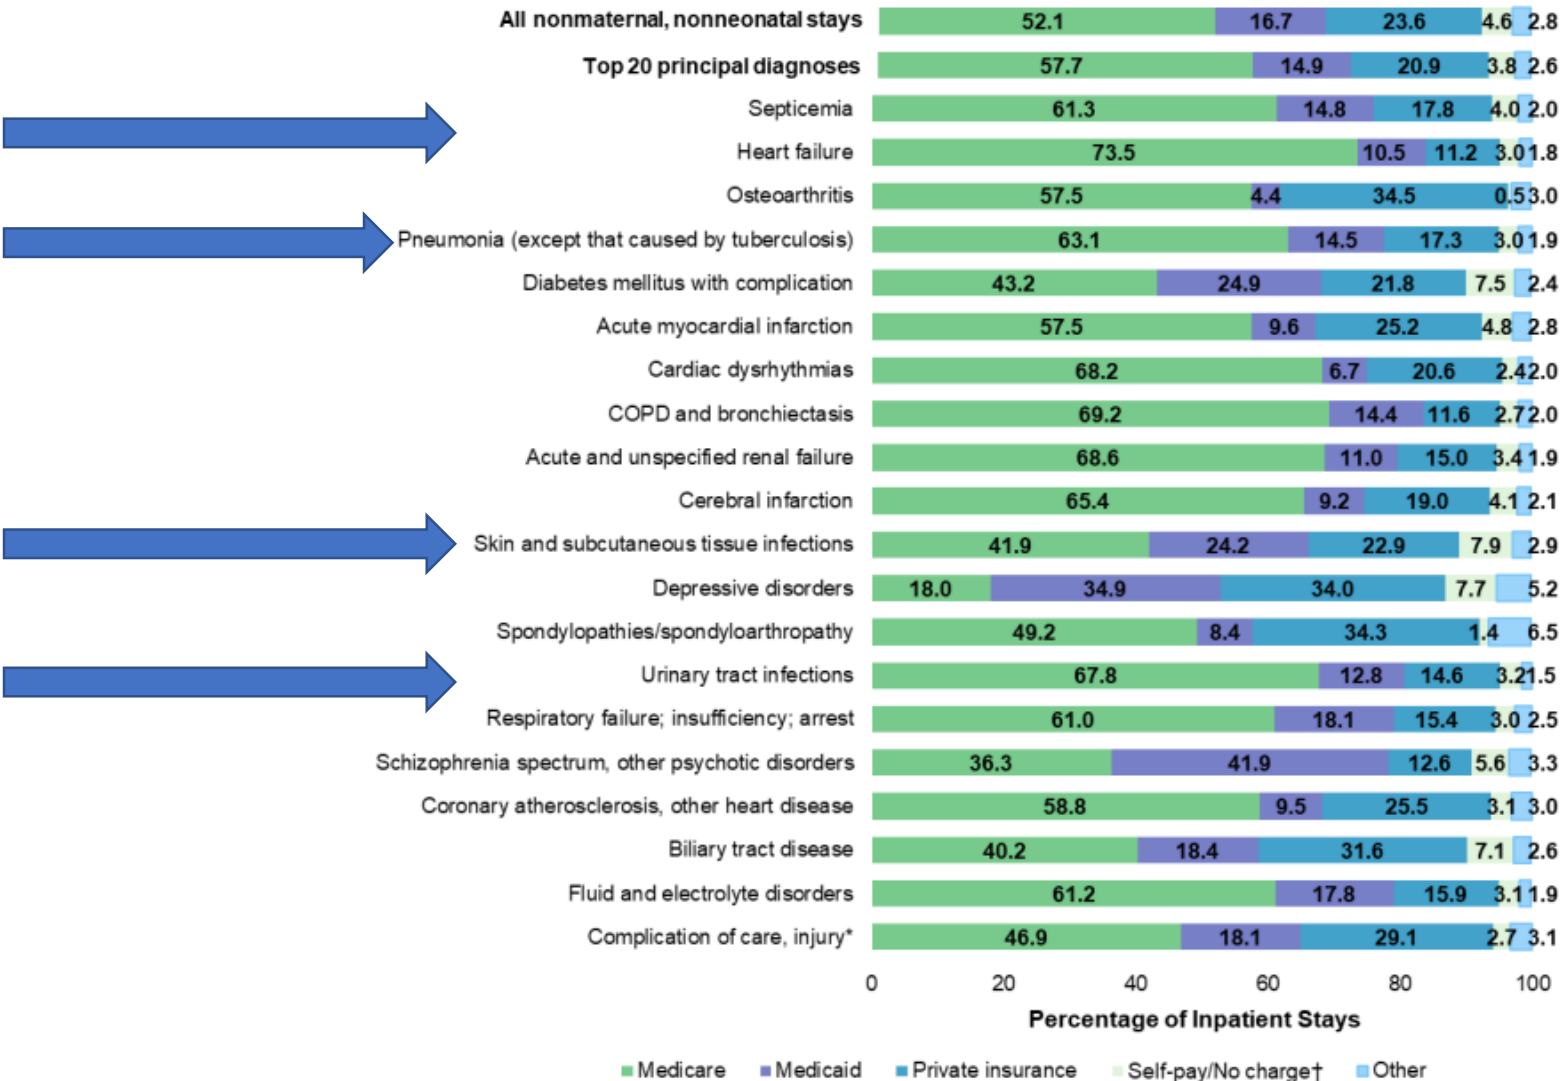 All nonmaternal, nonneonatal stays 52.1 16.7 23.6 4.6 2.8
Top 20 principal diagnoses 57.7 14.9 20.9 3.8 2.6
Septicemia 61.3 14.8 17.8 4.0 2.0
Heart failure 73.5 10.5 11.2 3.0 1.8
Osteoarthritis 57.5 4.4 34.5 0.5 3.0
Pneumonia (except that caused by tuberculosis) 63.1 14.5 17.3 3.0 1.9
Diabetes mellitus with complication 43.2 24.9 21.8 7.5 2.4
Acute myocardial infarction 57.5 9.6 25.2 4.8 2.8
Cardiac dysrhythmias 68.2 6.7 20.6 2.4 2.0
COPD and bronchiectasis 69.2 14.4 11.6 2.7 2.0
Acute and unspecified renal failure 68.6 11.0 15.0 3.4 1.9
Cerebral infarction 65.4 9.2 19.0 4.1 2.1
Skin and subcutaneous tissue infections 41.9 24.2 22.9 7.9 2.9
Depressive disorders 18.0 34.9 34.0 7.7 5.2
Spondylopathies/spondyloarthropathy 49.2 8.4 34.3 1.4 6.5
Urinary tract infections 67.8 12.8 14.6 3.2 1.5
Respiratory failure; insufficiency; arrest 61.0 18.1 15.4 3.0 2.5
Schizophrenia spectrum, other psychotic disorders 36.3 41.9 12.6 5.6 3.3
Coronary atherosclerosis, other heart disease 58.8 9.5 25.5 3.1 3.0
Biliary tract disease 40.2 18.4 31.6 7.1 2.6
Fluid and electrolyte disorders 61.2 17.8 15.9 3.1 1.9
Complication of care, injury* 46.9 18.1 29.1 2.7 3.1
0 20 40 60 80 100
Percentage of Inpatient Stays
Medicare Medicaid Private insurance Self-pay/No charge† Other